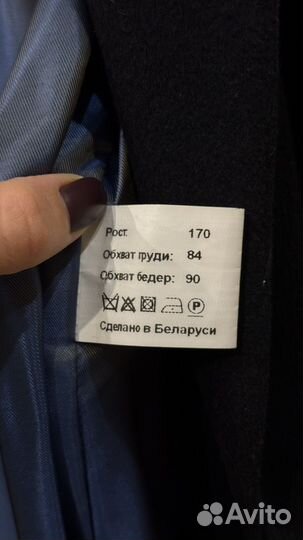 Рост: 170
Обхват груди: 84
Обхват бедер: 90
P
Сделано в Беларуси
Avito